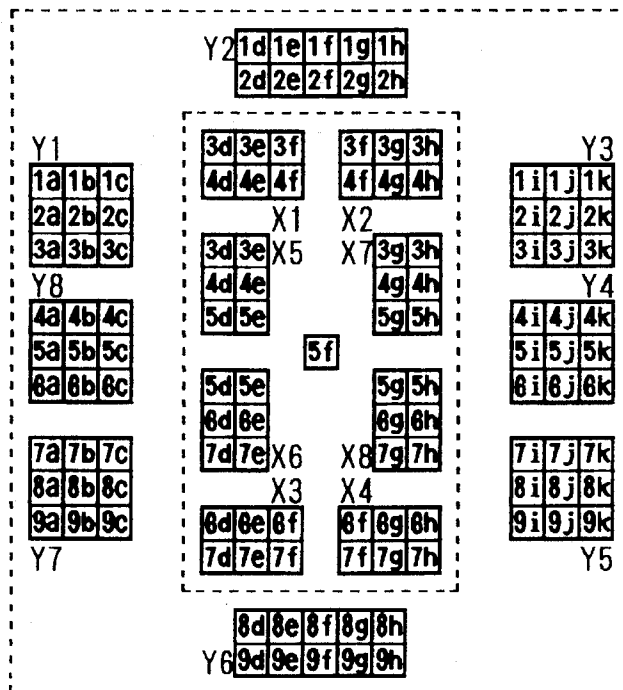 Y2 1d 1e 1f 1g 1h
2d 2e 2f 2g 2h
3d 3e 3f 3f 3g 3h
4d 4e 4f 4f 4g 4h
X1 X2
Y1
1a 1b 1c
2a 2b 2c
3a 3b 3c
Y3
1i 1j 1k
2i 2j 2k
3i 3j 3k
3d 3e X5 X7 3g 3h
4d 4e 4g 4h
5d 5e 5g 5h
Y8
4a 4b 4c
5a 5b 5c
6a 6b 6c
Y4
4i 4j 4k
5i 5j 5k
6i 6j 6k
5f
5d 5e 5g 5h
6d 6e 6g 6h
7d 7e X6 X8 7g 7h
X3 X4
7a 7b 7c
8a 8b 8c
9a 9b 9c
Y7
7i 7j 7k
8i 8j 8k
9i 9j 9k
Y5
6d 6e 6f 6f 6g 6h
7d 7e 7f 7f 7g 7h
8d 8e 8f 8g 8h
Y6 9d 9e 9f 9g 9h